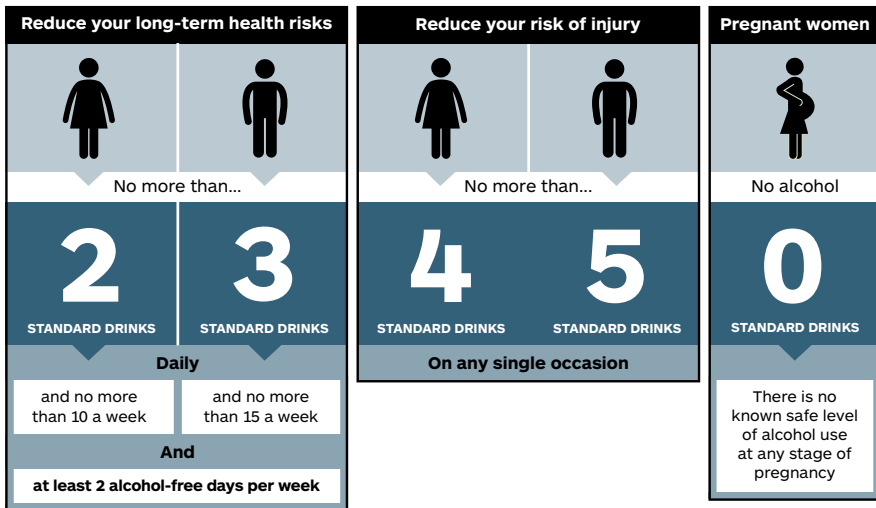 Reduce your long-term health risks
No more than...
2
3
STANDARD DRINKS
STANDARD DRINKS
Daily
and no more
than 10 a week
and no more
than 15 a week
And
at least 2 alcohol-free days per week
Reduce your risk of injury
No more than...
4
5
STANDARD DRINKS
STANDARD DRINKS
On any single occasion
Pregnant women
No alcohol
0
STANDARD DRINKS
There is no
known safe level
of alcohol use
at any stage of
pregnancy